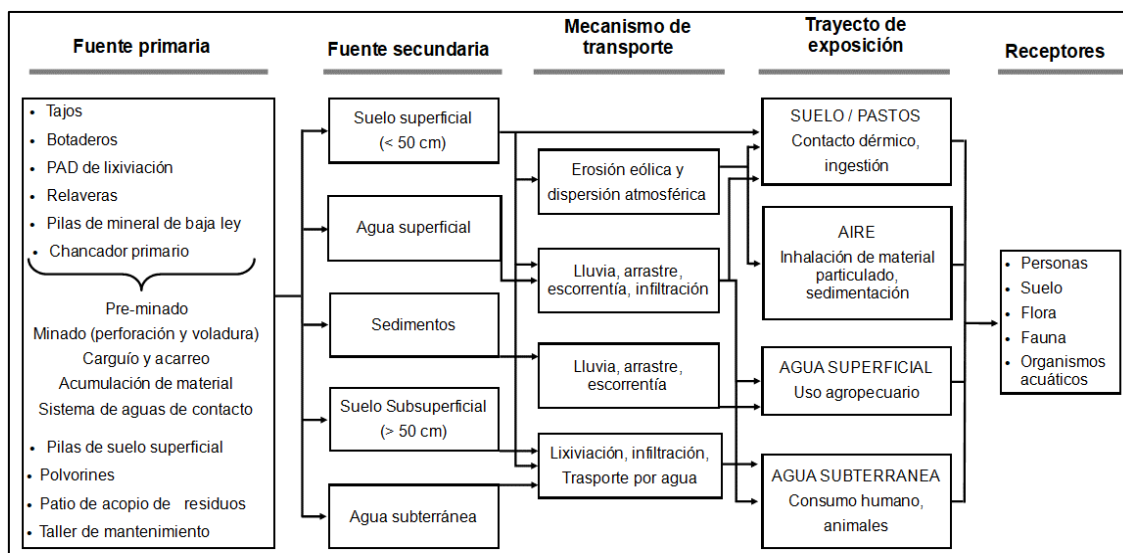 Fuente primaria
Fuente secundaria
Mecanismo de
transporte
Trayecto de
exposición
Receptores
• Tajos
• Botaderos
• PAD de lixiviación
• Relaveras
• Pilas de mineral de baja ley
• Chancador primario
Pre-minado
Minado (perforación y voladura)
Carguío y acarreo
Acumulación de material
Sistema de aguas de contacto
• Pilas de suelo superficial
• Polvorines
• Patio de acopio de residuos
• Taller de mantenimiento
Suelo superficial
(< 50 cm)
Agua superficial
Sedimentos
Suelo Subsuperficial
(> 50 cm)
Agua subterránea
Erosión eólica y
dispersión atmosférica
Lluvia, arrastre,
escorrentía, infiltración
Lluvia, arrastre,
escorrentía
Lixiviación, infiltración,
Trasporte por agua
SUELO / PASTOS
Contacto dérmico,
ingestión
AIRE
Inhalación de material
particulado,
sedimentación
AGUA SUPERFICIAL
Uso agropecuario
AGUA SUBTERRANEA
Consumo humano,
animales
• Personas
• Suelo
• Flora
• Fauna
• Organismos
acuáticos